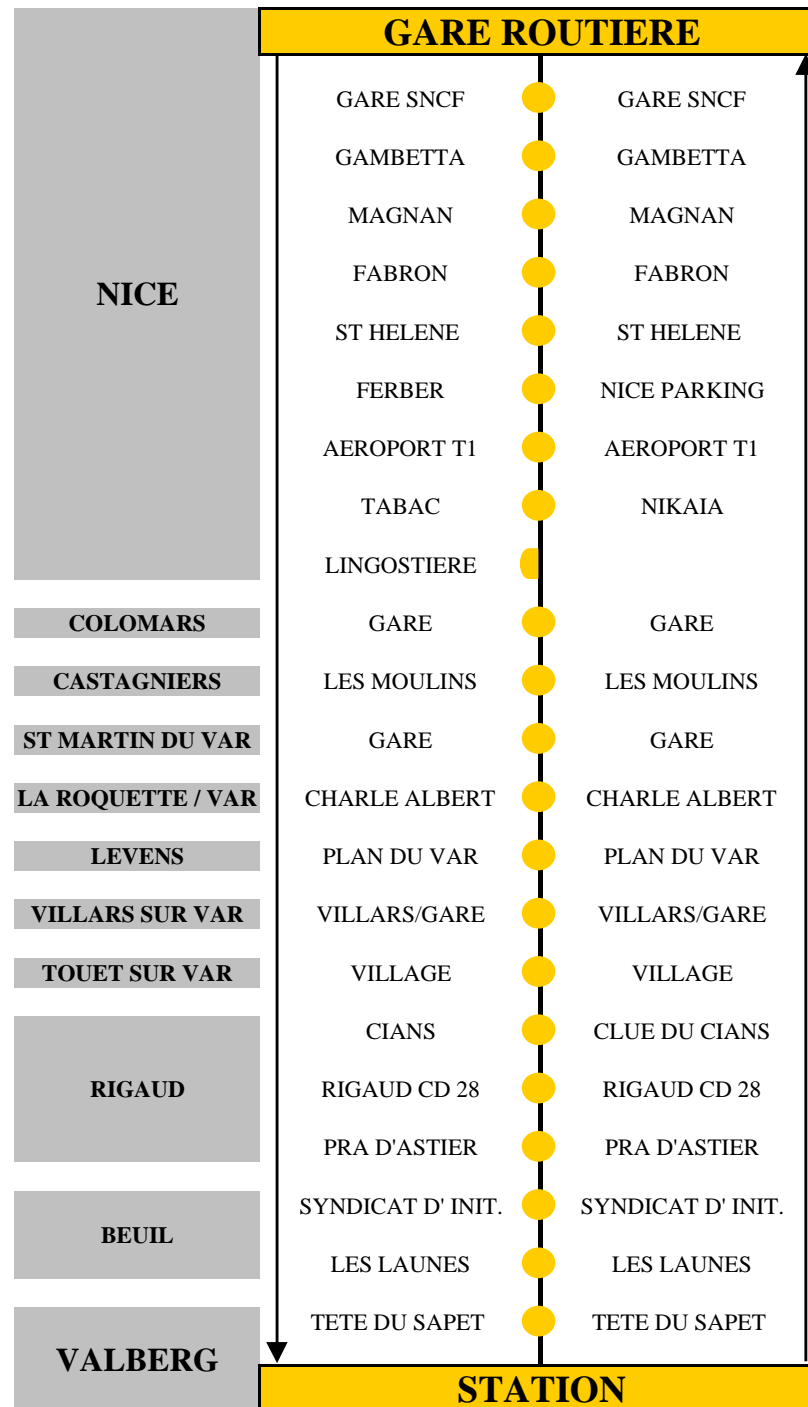 GARE ROUTIERE
GARE SNCF GARE SNCF
GAMBETTA GAMBETTA
MAGNAN MAGNAN
NICE FABRON FABRON
ST HELENE ST HELENE
FERBER NICE PARKING
AEROPORT T1 AEROPORT T1
TABAC NIKAIA
LINGOSTIERE
COLOMARS GARE GARE
CASTAGNIERS LES MOULINS LES MOULINS
ST MARTIN DU VAR GARE GARE
LA ROQUETTE / VAR CHARLE ALBERT CHARLE ALBERT
LEVENS PLAN DU VAR PLAN DU VAR
VILLARS SUR VAR VILLARS/GARE VILLARS/GARE
TOUET SUR VAR VILLAGE VILLAGE
CIANS CLUE DU CIANS
RIGAUD RIGAUD CD 28 RIGAUD CD 28
PRA D'ASTIER PRA D'ASTIER
BEUIL SYNDICAT D' INIT. SYNDICAT D' INIT.
LES LAUNES LES LAUNES
TETE DU SAPET TETE DU SAPET
VALBERG
STATION